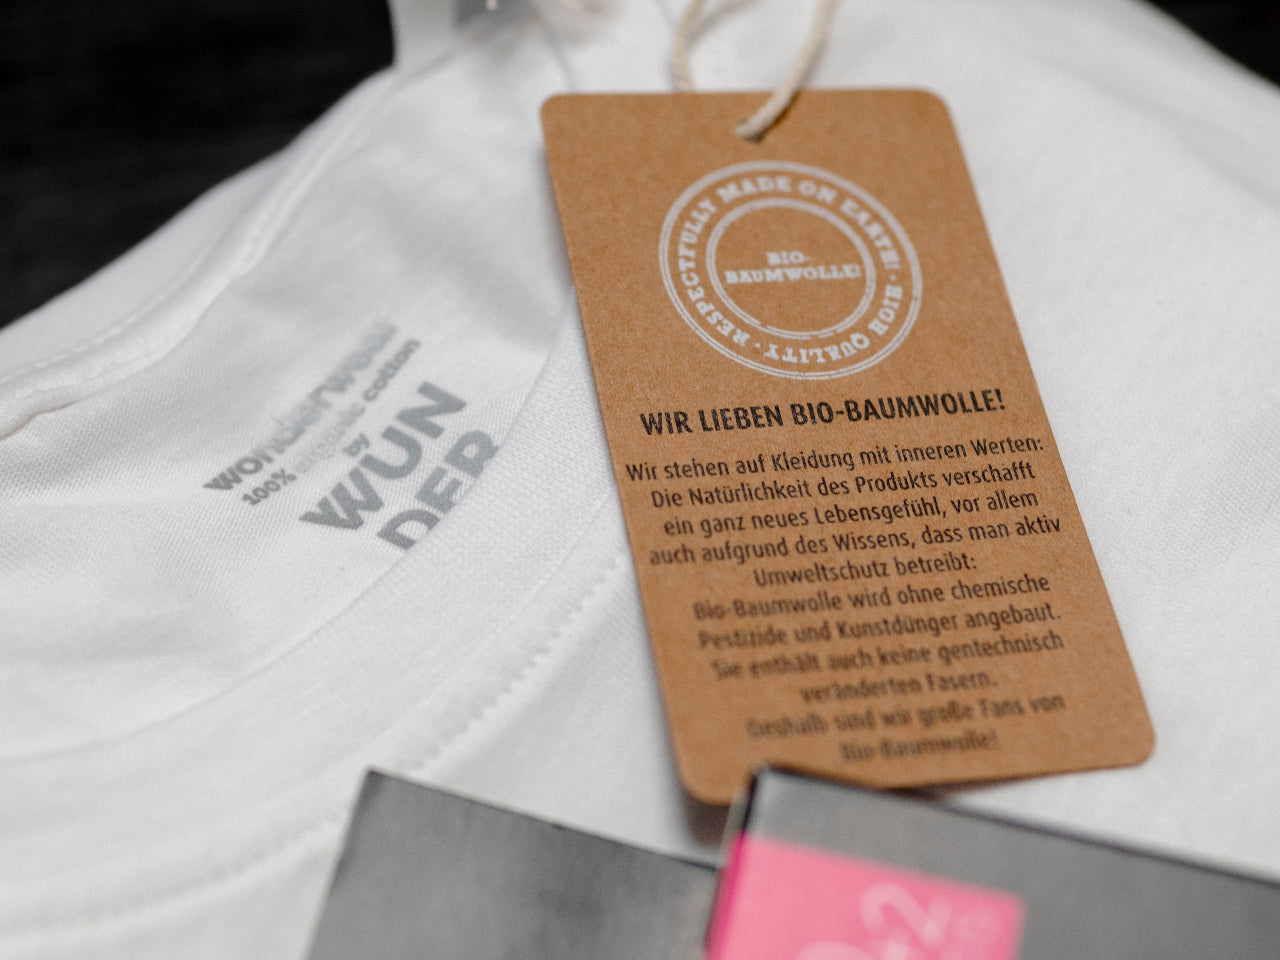 wonderwear
100% organic cotton
by
WUN
DER
RESPECTFULLY MADE ON EARTH! · HIGH QUALITY ·
BIO-
BAUMWOLLE!
WIR LIEBEN BIO-BAUMWOLLE!
Wir stehen auf Kleidung mit inneren Werten:
Die Natürlichkeit des Produkts verschafft
ein ganz neues Lebensgefühl, vor allem
auch aufgrund des Wissens, dass man aktiv
Umweltschutz betreibt:
Bio-Baumwolle wird ohne chemische
Pestizide und Kunstdünger angebaut.
Sie enthält auch keine gentechnisch
veränderten Fasern.
Deshalb sind wir große Fans von
Bio-Baumwolle!
+2